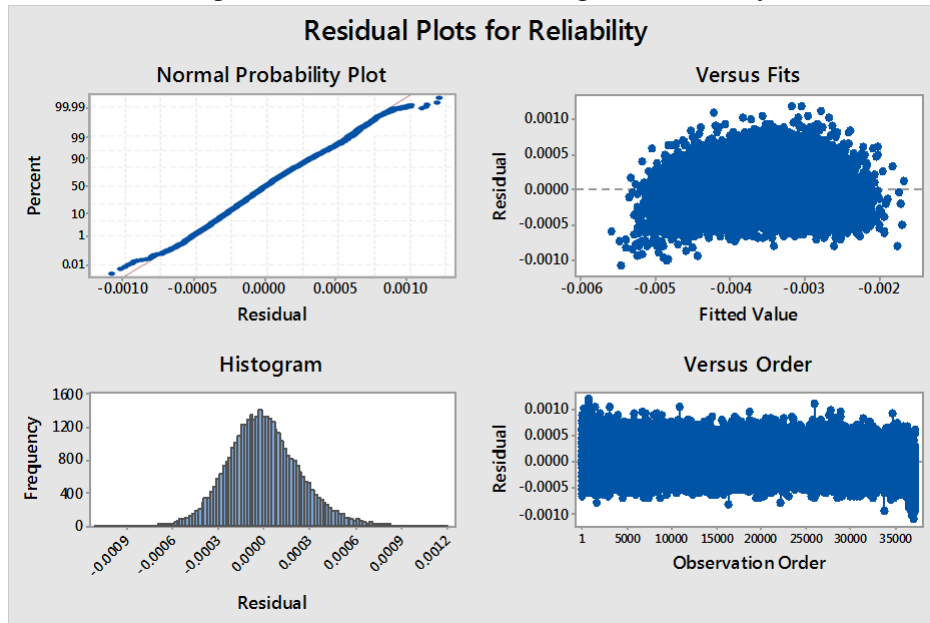 Residual Plots for Reliability
Normal Probability Plot
99.99
99
90
50
10
1
0.01
Percent
-0.0010 -0.0005 0.0000 0.0005 0.0010
Residual
Versus Fits
0.0010
0.0005
0.0000
-0.0005
-0.0010
Residual
-0.006 -0.005 -0.004 -0.003 -0.002
Fitted Value
Histogram
1600
1200
800
400
0
Frequency
-0.0009 -0.0006 -0.0003 0.0000 0.0003 0.0006 0.0009 0.0012
Residual
Versus Order
0.0010
0.0005
0.0000
-0.0005
-0.0010
Residual
1 5000 10000 15000 20000 25000 30000 35000
Observation Order